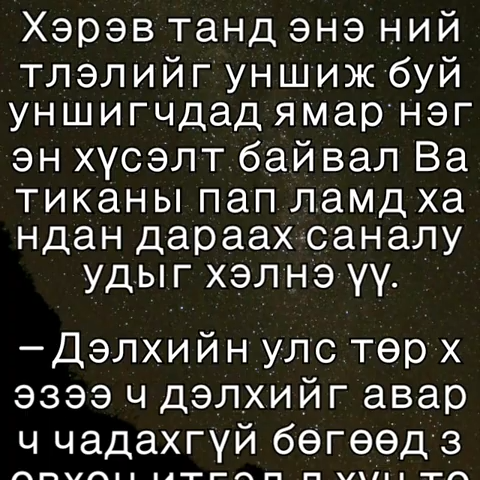 Хэрэв танд энэ ний
тлэлийг уншиж буй
уншигчдад ямар нэг
эн хүсэлт байвал Ва
тиканы пап ламд ха
ндан дараах саналу
удыг хэлнэ үү.
– Дэлхийн улс төр х
эзээ ч дэлхийг авар
ч чадахгүй бөгөөд з